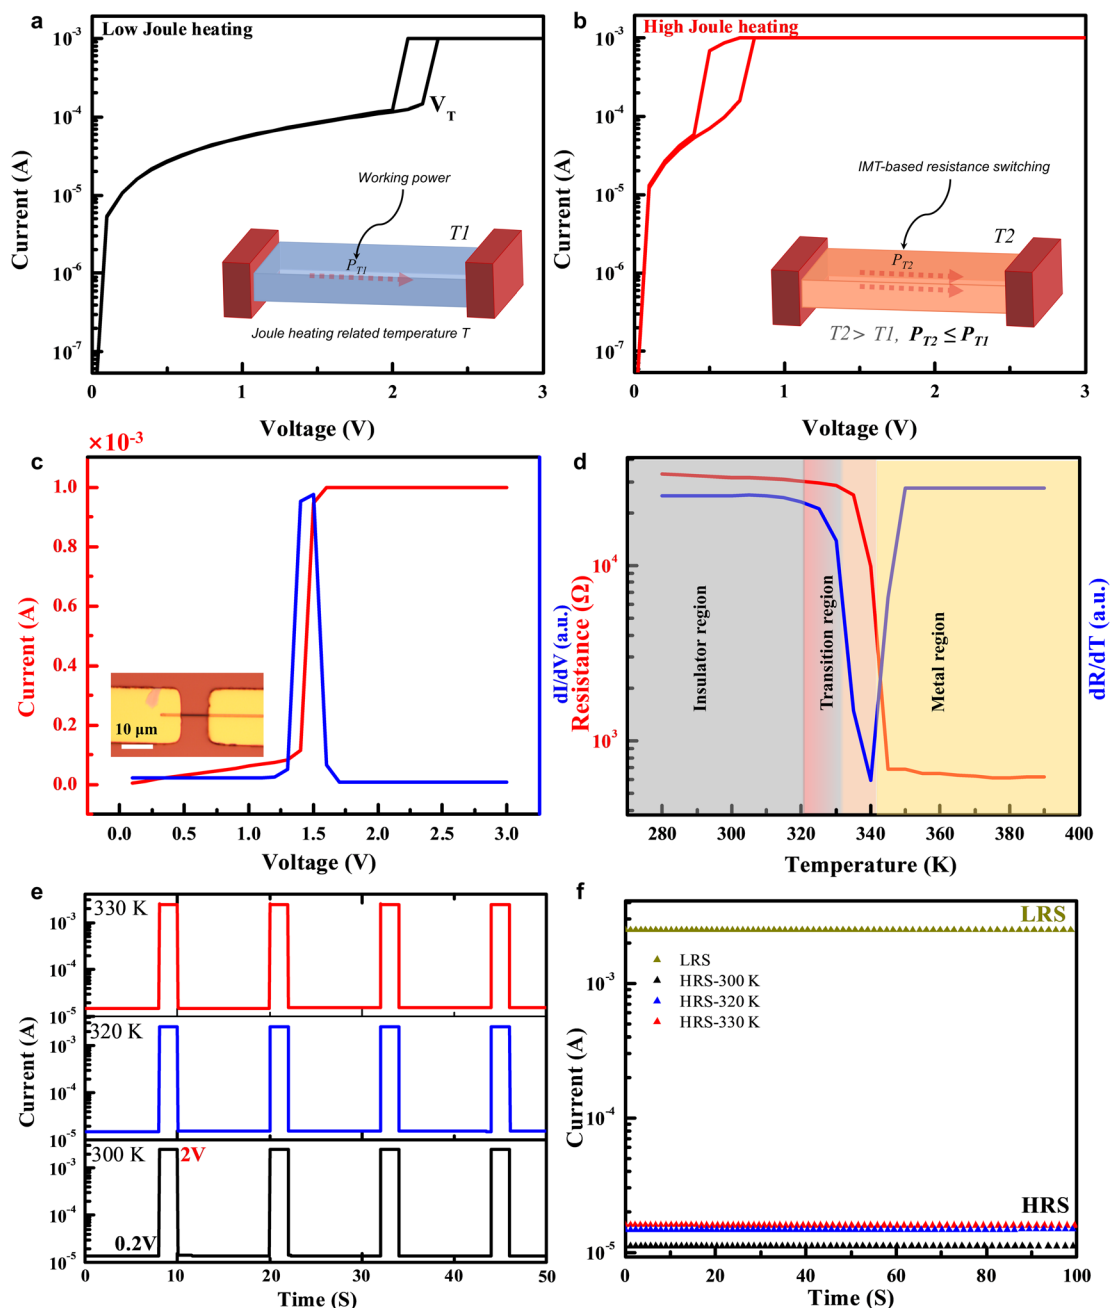 a
Low Joule heating
10⁻³
10⁻⁴
10⁻⁵
10⁻⁶
10⁻⁷
Current (A)
V_T
Working power
T1
P_T1
Joule heating related temperature T
0 1 2 3
Voltage (V)
b
High Joule heating
10⁻³
10⁻⁴
10⁻⁵
10⁻⁶
10⁻⁷
Current (A)
IMT-based resistance switching
T2
P_T2
T2 > T1, P_T2 ≤ P_T1
0 1 2 3
Voltage (V)
c
×10⁻³
1.0
0.8
0.6
0.4
0.2
0.0
Current (A)
dI/dV (a.u.)
10 µm
0.0 0.5 1.0 1.5 2.0 2.5 3.0
Voltage (V)
d
10⁴
10³
Resistance (Ω)
dR/dT (a.u.)
Insulator region
Transition region
Metal region
280 300 320 340 360 380 400
Temperature (K)
e
10⁻³
10⁻⁴
10⁻⁵
330 K
10⁻³
10⁻⁴
10⁻⁵
320 K
10⁻³
10⁻⁴
10⁻⁵
300 K
2V
0.2V
Current (A)
0 10 20 30 40 50
Time (S)
f
LRS
10⁻³
10⁻⁴
10⁻⁵
Current (A)
LRS
HRS-300 K
HRS-320 K
HRS-330 K
HRS
0 20 40 60 80 100
Time (S)